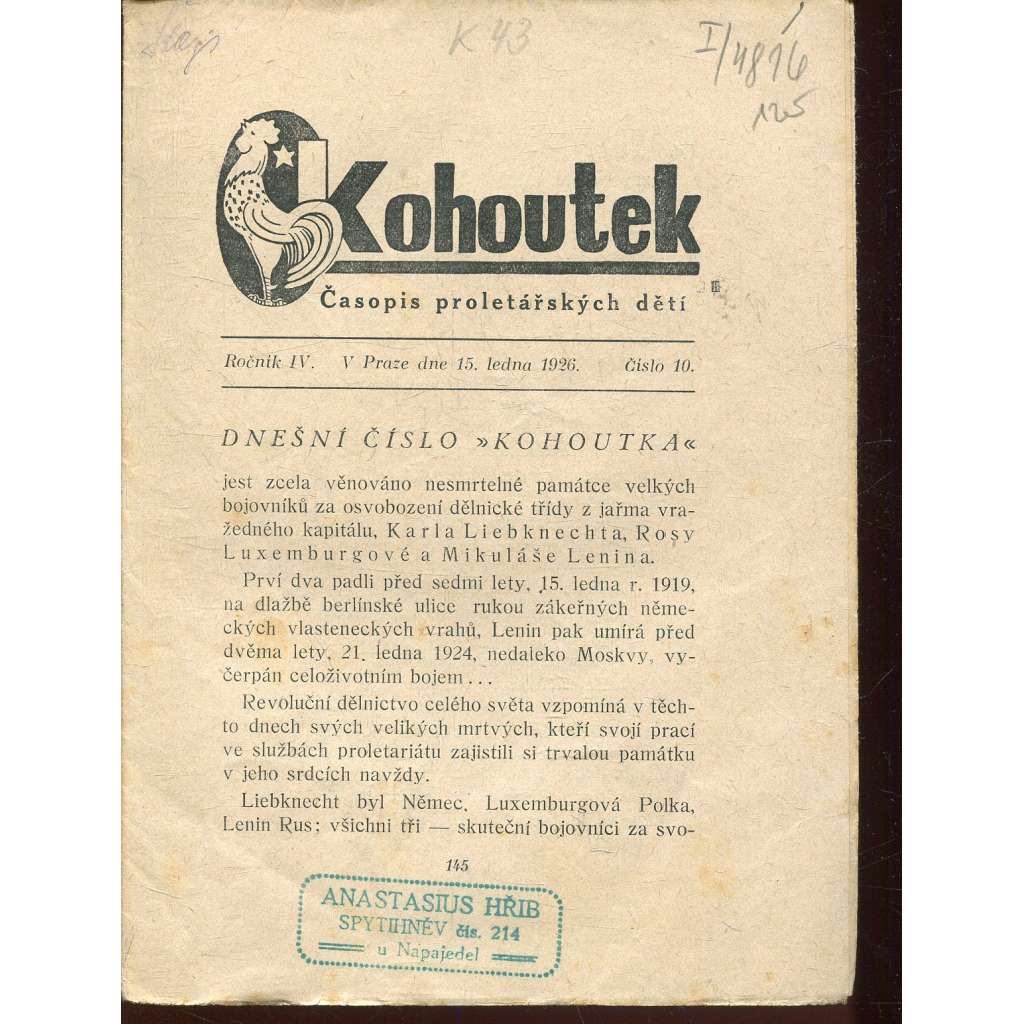 K 43
I/4816
125
Kohoutek
Časopis proletářských dětí
Ročník IV. V Praze dne 15. ledna 1926. Číslo 10.
DNEŠNÍ ČÍSLO »KOHOUTKA«
jest zcela věnováno nesmrtelné památce velkých
bojovníků za osvobození dělnické třídy z jařma vra-
žedného kapitálu, Karla Liebknechta, Rosy
Luxemburgové a Mikuláše Lenina.
Prví dva padli před sedmi lety, 15. ledna r. 1919,
na dlažbě berlínské ulice rukou zákeřných něme-
ckých vlasteneckých vrahů, Lenin pak umírá před
dvěma lety, 21. ledna 1924, nedaleko Moskvy, vy-
čerpán celoživotním bojem...
Revoluční dělnictvo celého světa vzpomíná v těch-
to dnech svých velikých mrtvých, kteří svojí prací
ve službách proletariátu zajistili si trvalou památku
v jeho srdcích navždy.
Liebknecht byl Němec, Luxemburgová Polka,
Lenin Rus; všichni tři — skuteční bojovníci za svo-
145
ANASTASIUS HŘIB
SPYTIHNĚV čís. 214
u Napajedel